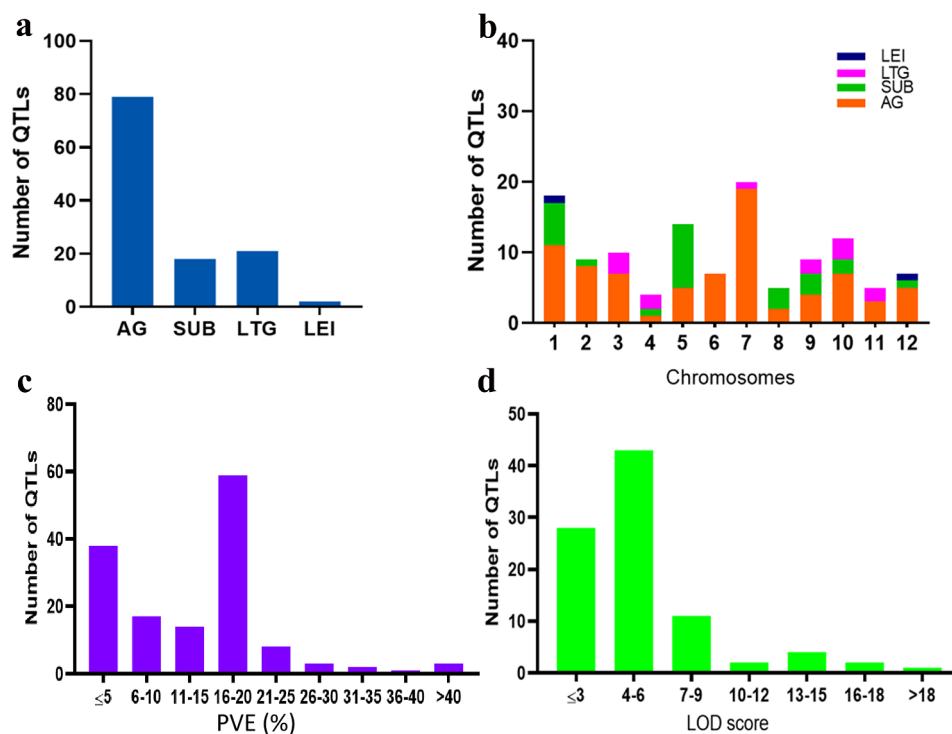 a
Number of QTLs
100
80
60
40
20
0
AG SUB LTG LEI
b
Number of QTLs
40
30
20
10
0
LEI
LTG
SUB
AG
1 2 3 4 5 6 7 8 9 10 11 12
Chromosomes
c
Number of QTLs
80
60
40
20
0
≤5 6-10 11-15 16-20 21-25 26-30 31-35 36-40 >40
PVE (%)
d
Number of QTLs
50
40
30
20
10
0
≤3 4-6 7-9 10-12 13-15 16-18 >18
LOD score